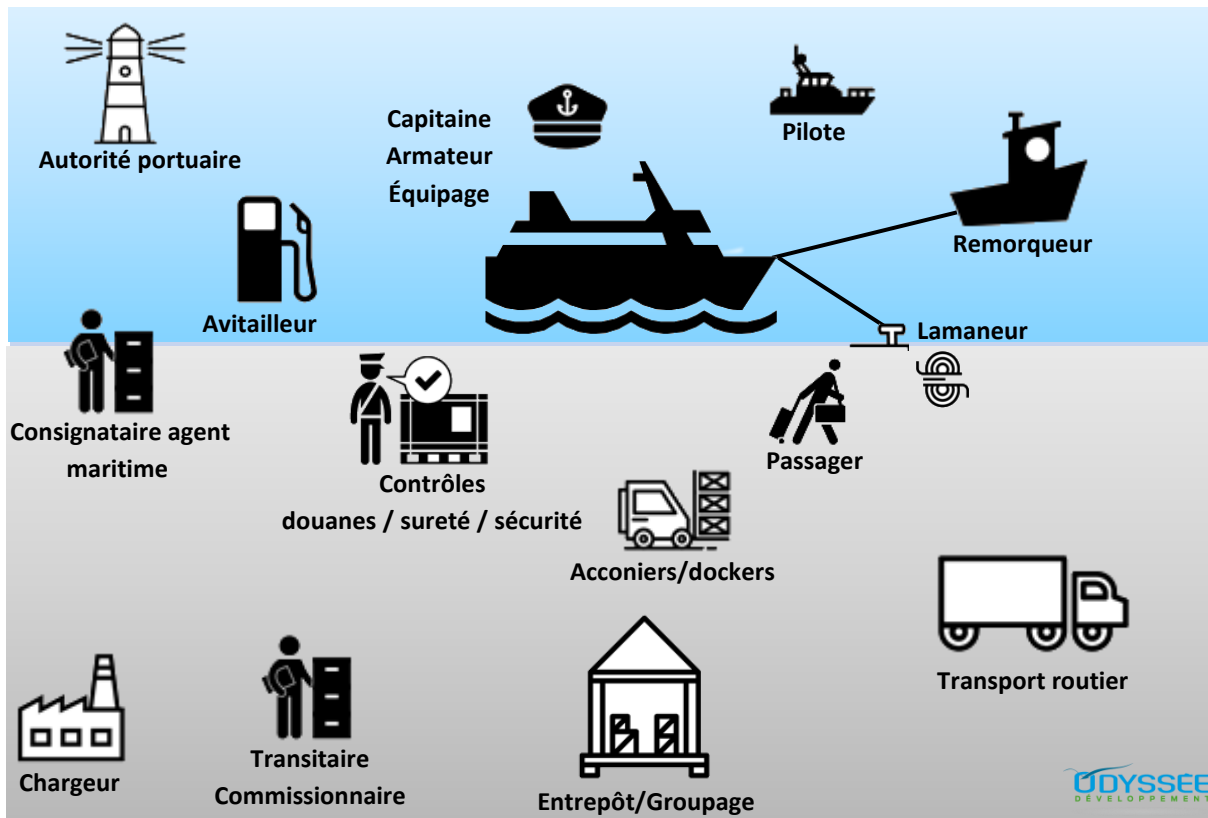 Autorité portuaire
Capitaine
Armateur
Équipage
Pilote
Remorqueur
Avitailleur
Lamaneur
Consignataire agent
maritime
Contrôles
douanes / sureté / sécurité
Passager
Acconiers/dockers
Transport routier
Chargeur
Transitaire
Commissionnaire
Entrepôt/Groupage
ODYSSÉE
DÉVELOPPEMENT